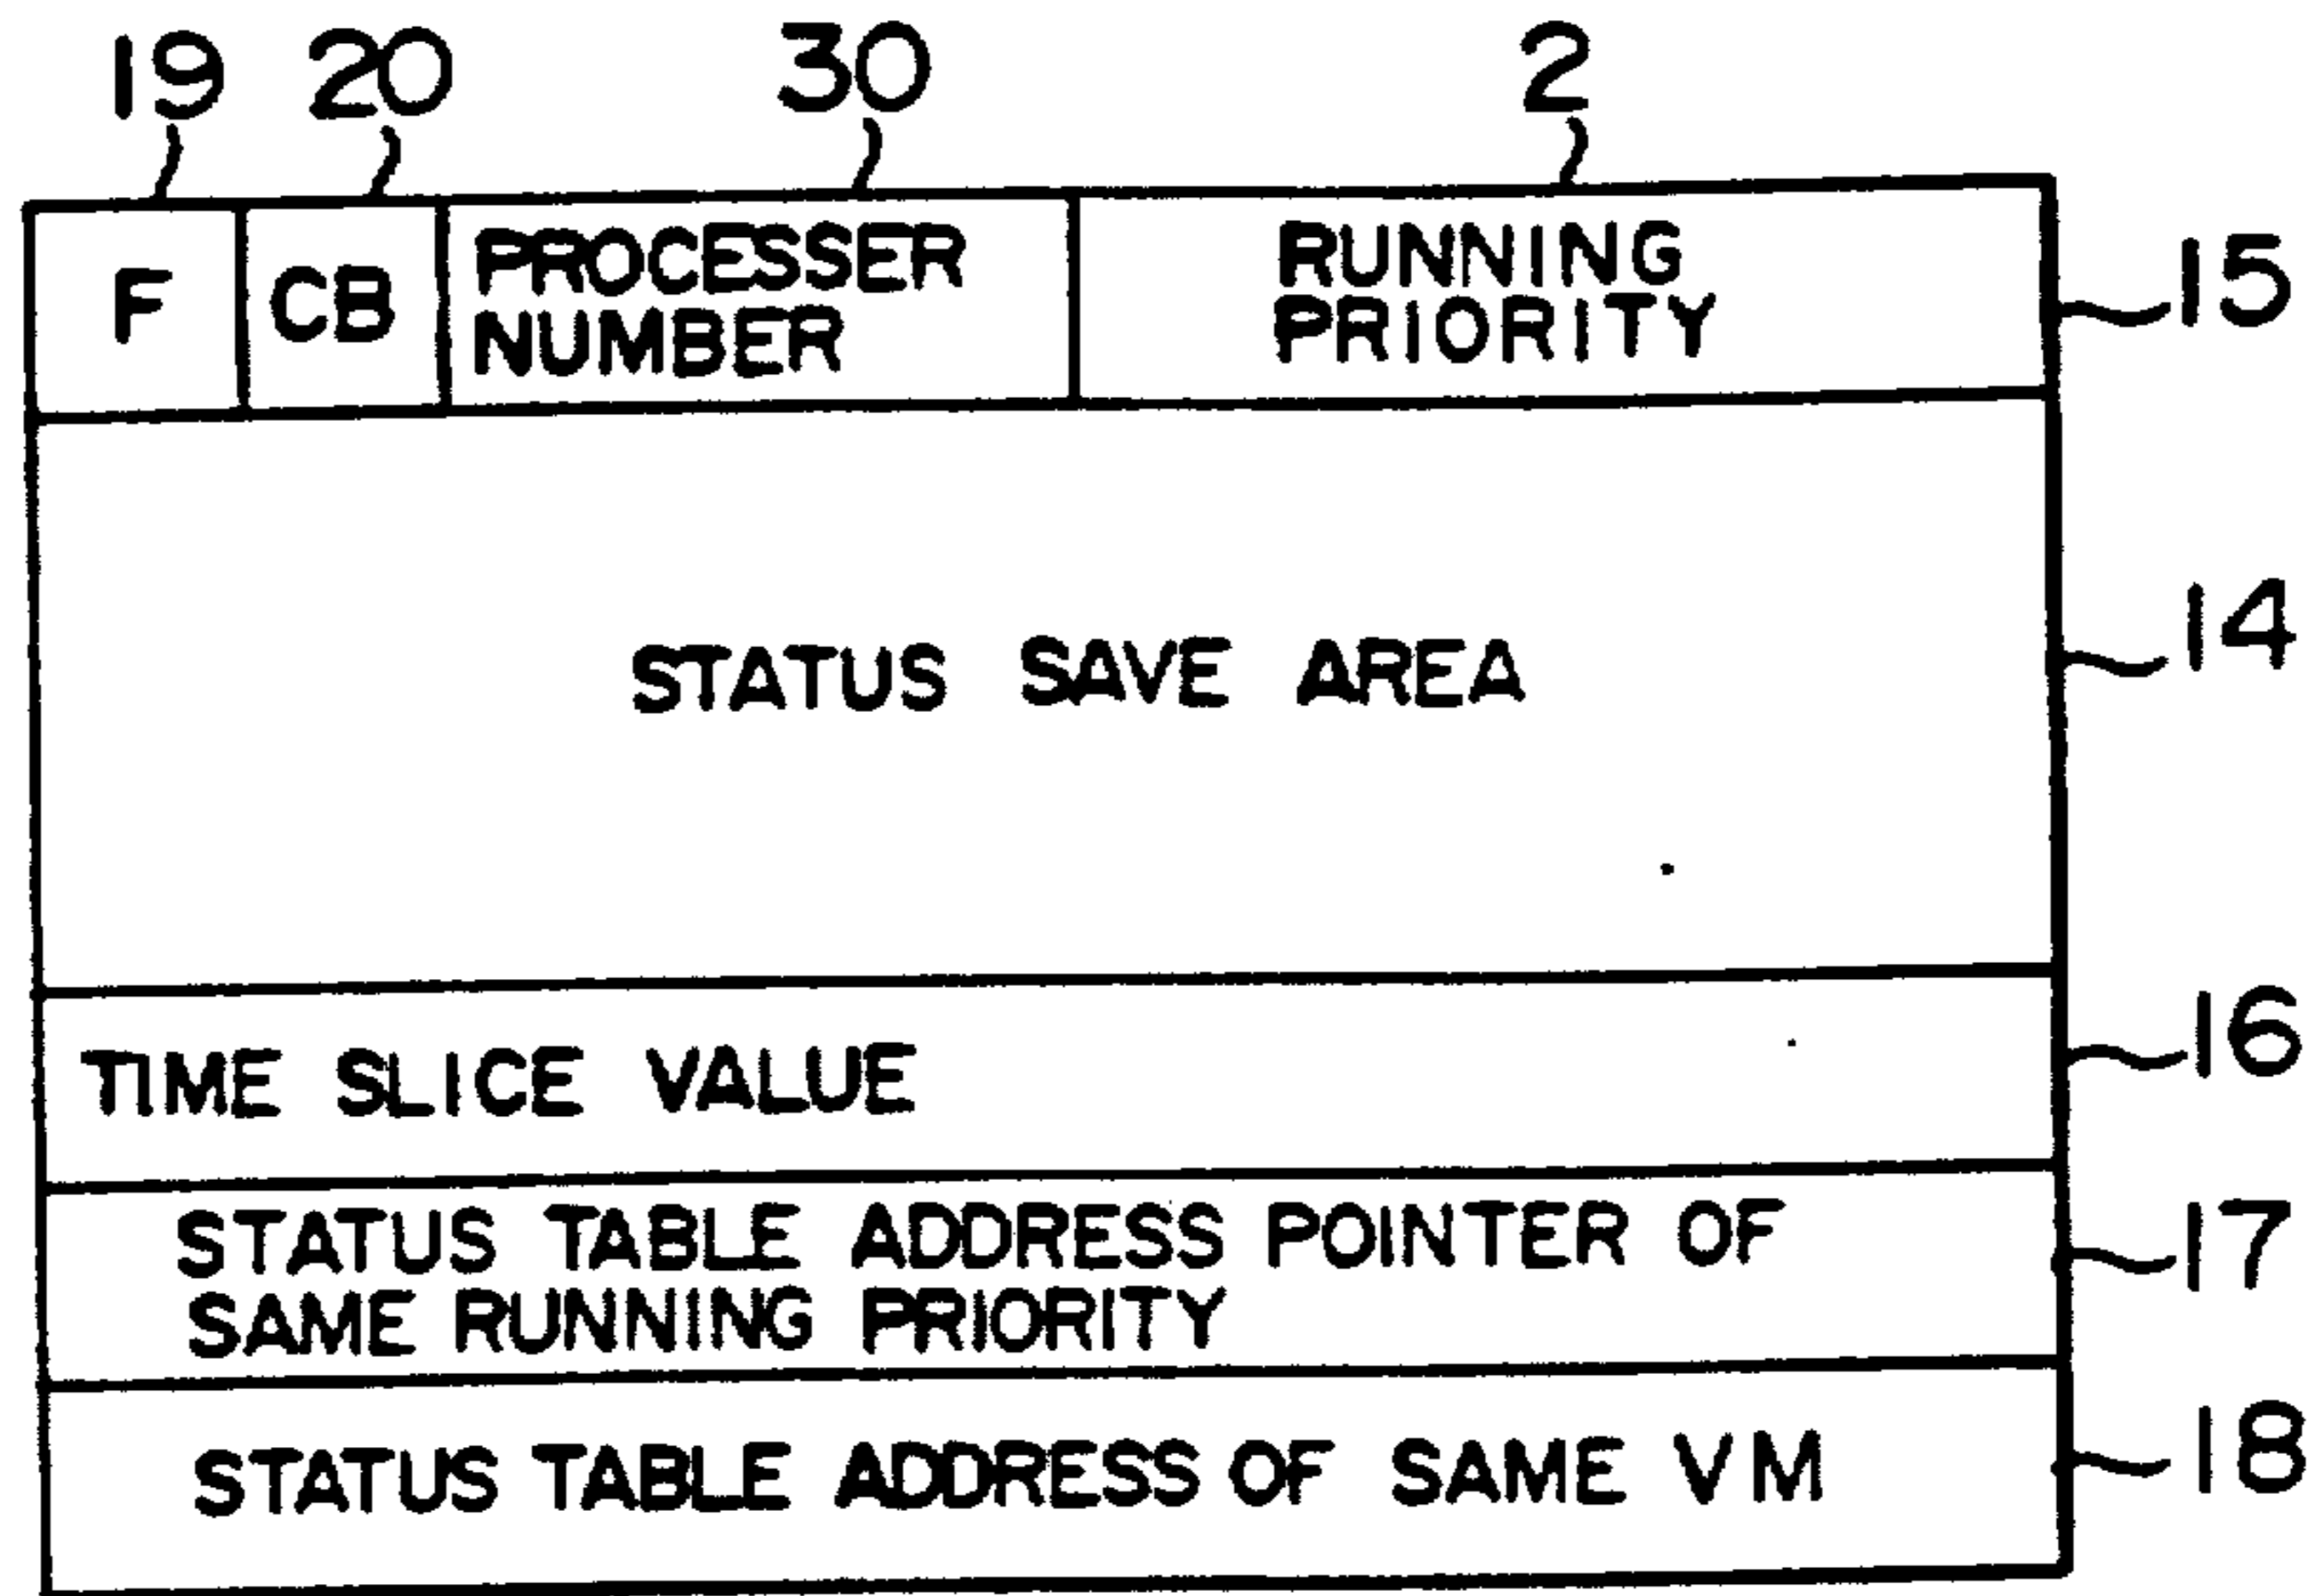 19 20 30 2
F CB PROCESSER NUMBER RUNNING PRIORITY 15
STATUS SAVE AREA 14
TIME SLICE VALUE 16
STATUS TABLE ADDRESS POINTER OF 17
SAME RUNNING PRIORITY
STATUS TABLE ADDRESS OF SAME VM 18